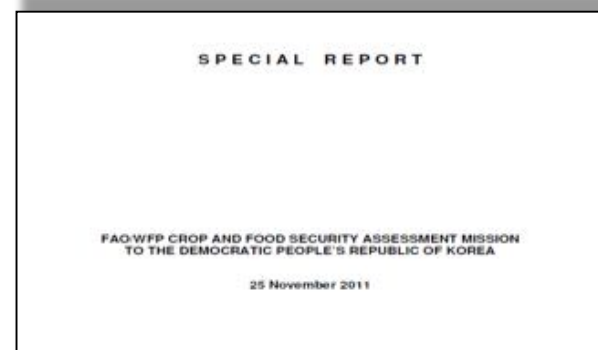 SPECIAL REPORT
FAO/WFP CROP AND FOOD SECURITY ASSESSMENT MISSION
TO THE DEMOCRATIC PEOPLE'S REPUBLIC OF KOREA
25 November 2011